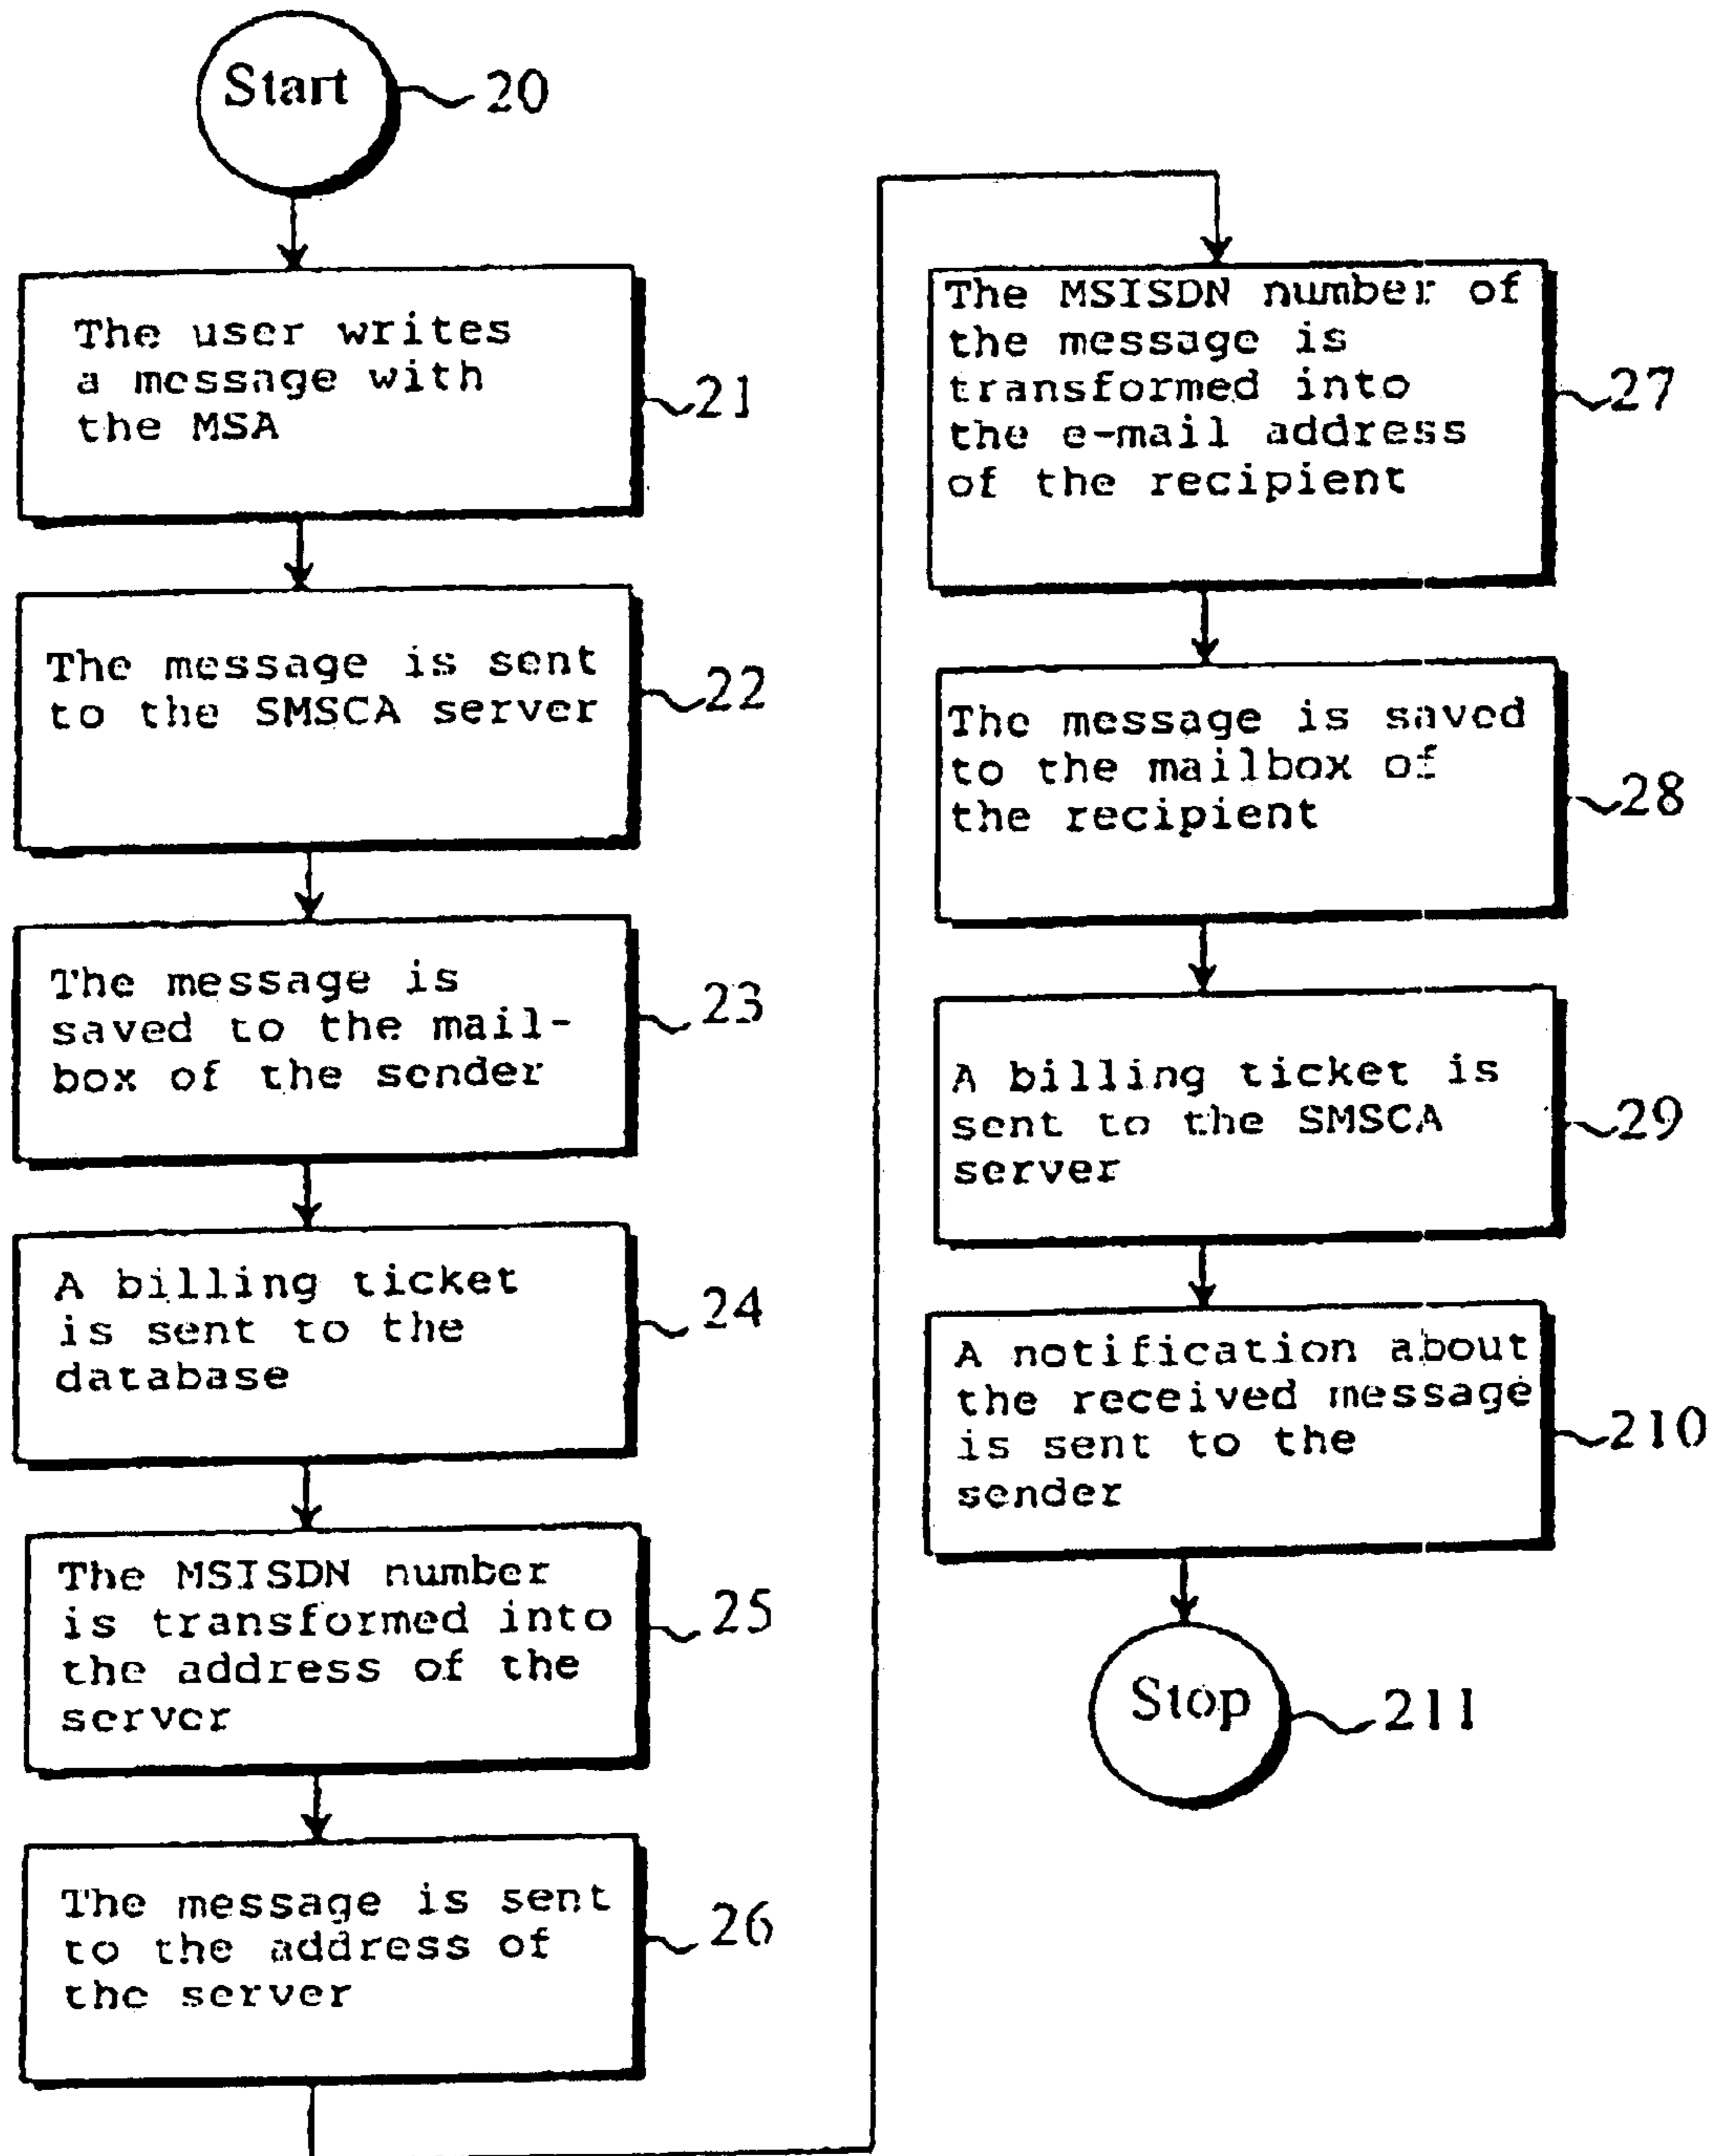 Start
20
The user writes
a message with
the MSA
21
The message is sent
to the SMSCA server
22
The message is
saved to the mail-
box of the sender
23
A billing ticket
is sent to the
database
24
The MSISDN number
is transformed into
the address of the
server
25
The message is sent
to the address of
the server
26
The MSISDN number of
the message is
transformed into
the e-mail address
of the recipient
27
The message is saved
to the mailbox of
the recipient
28
A billing ticket is
sent to the SMSCA
server
29
A notification about
the received message
is sent to the
sender
210
Stop
211